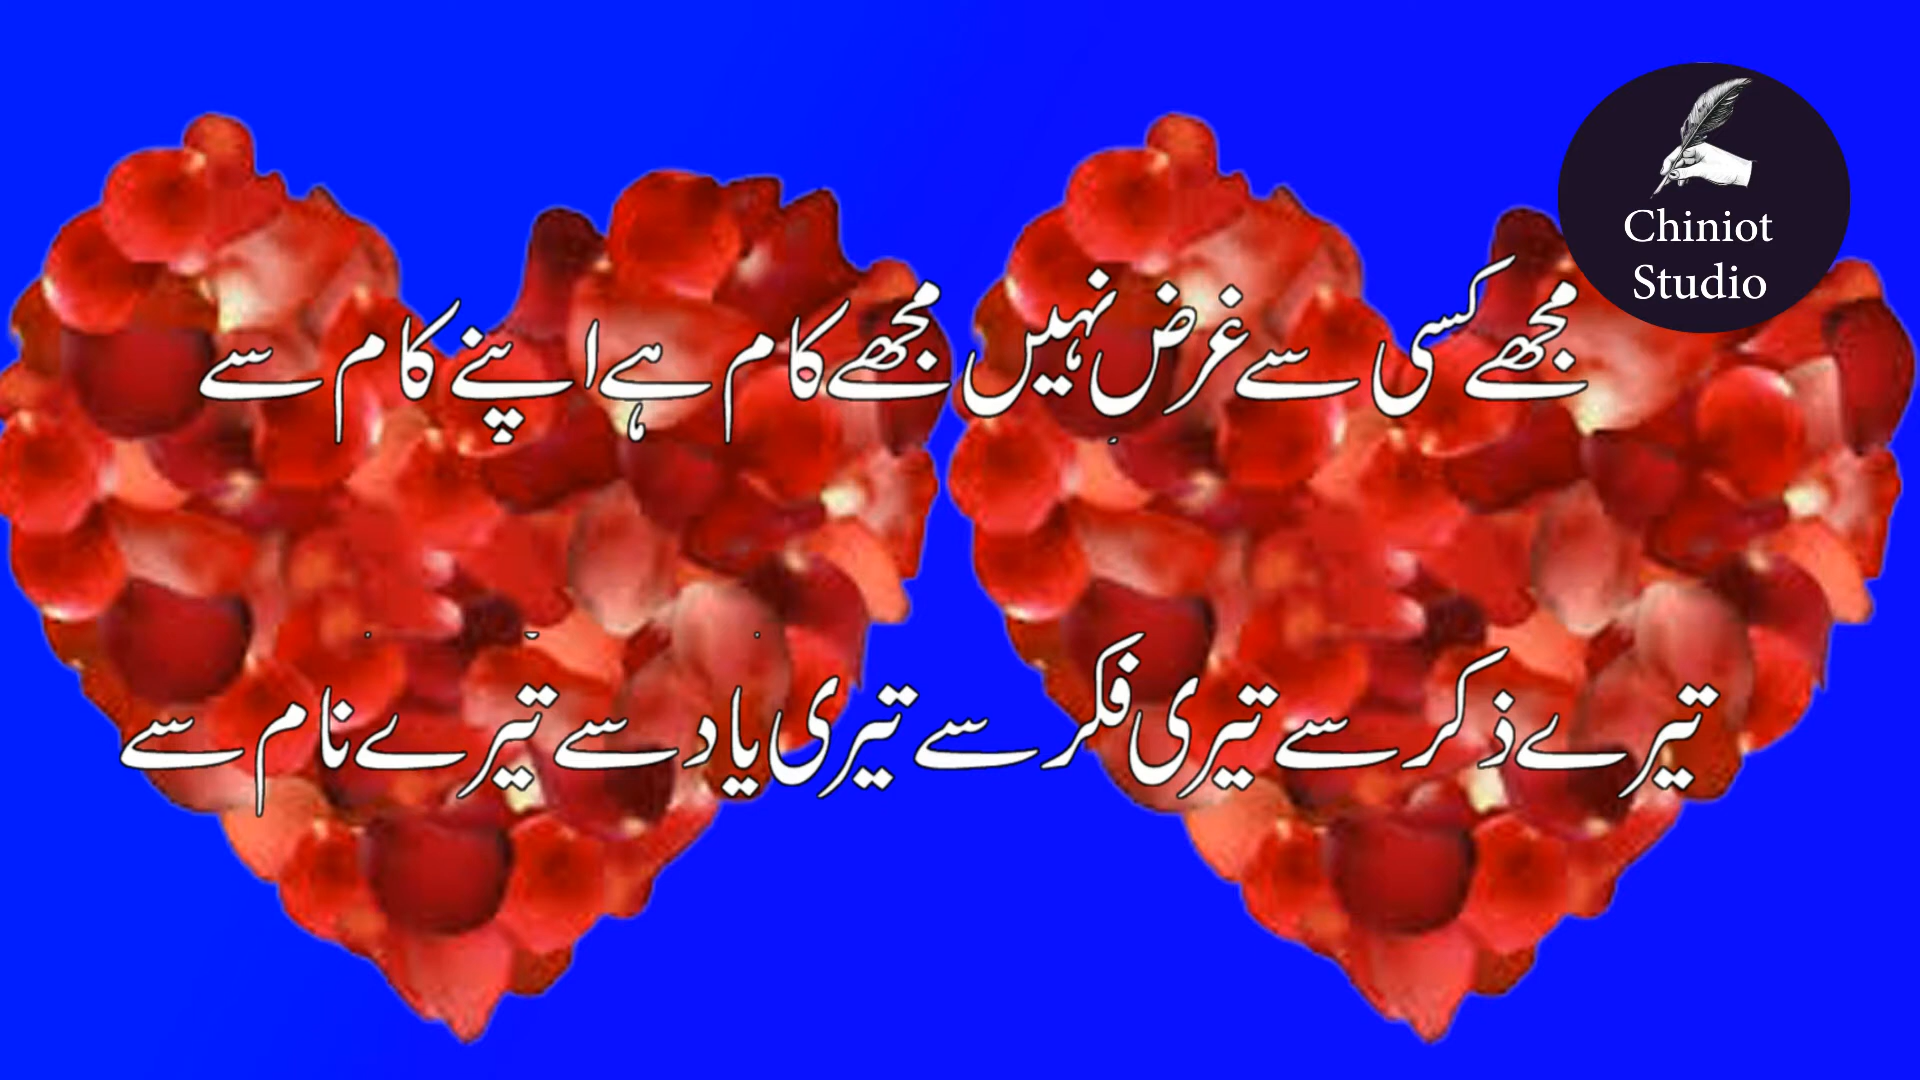 Chiniot
Studio
مجھے کسی سے غرض نہیں مجھے کام ہے اپنے کام سے
تیرے ذکر سے تیری فکر سے تیری یاد سے تیرے نام سے